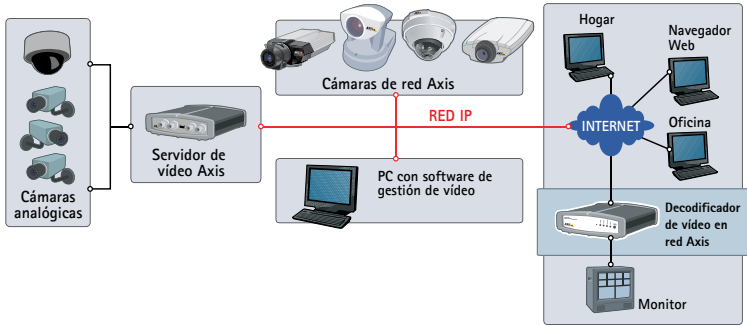 Cámaras
analógicas
Servidor de
vídeo Axis
Cámaras de red Axis
RED IP
PC con software de
gestión de vídeo
Hogar
Navegador
Web
INTERNET
Oficina
Decodificador
de vídeo en
red Axis
Monitor